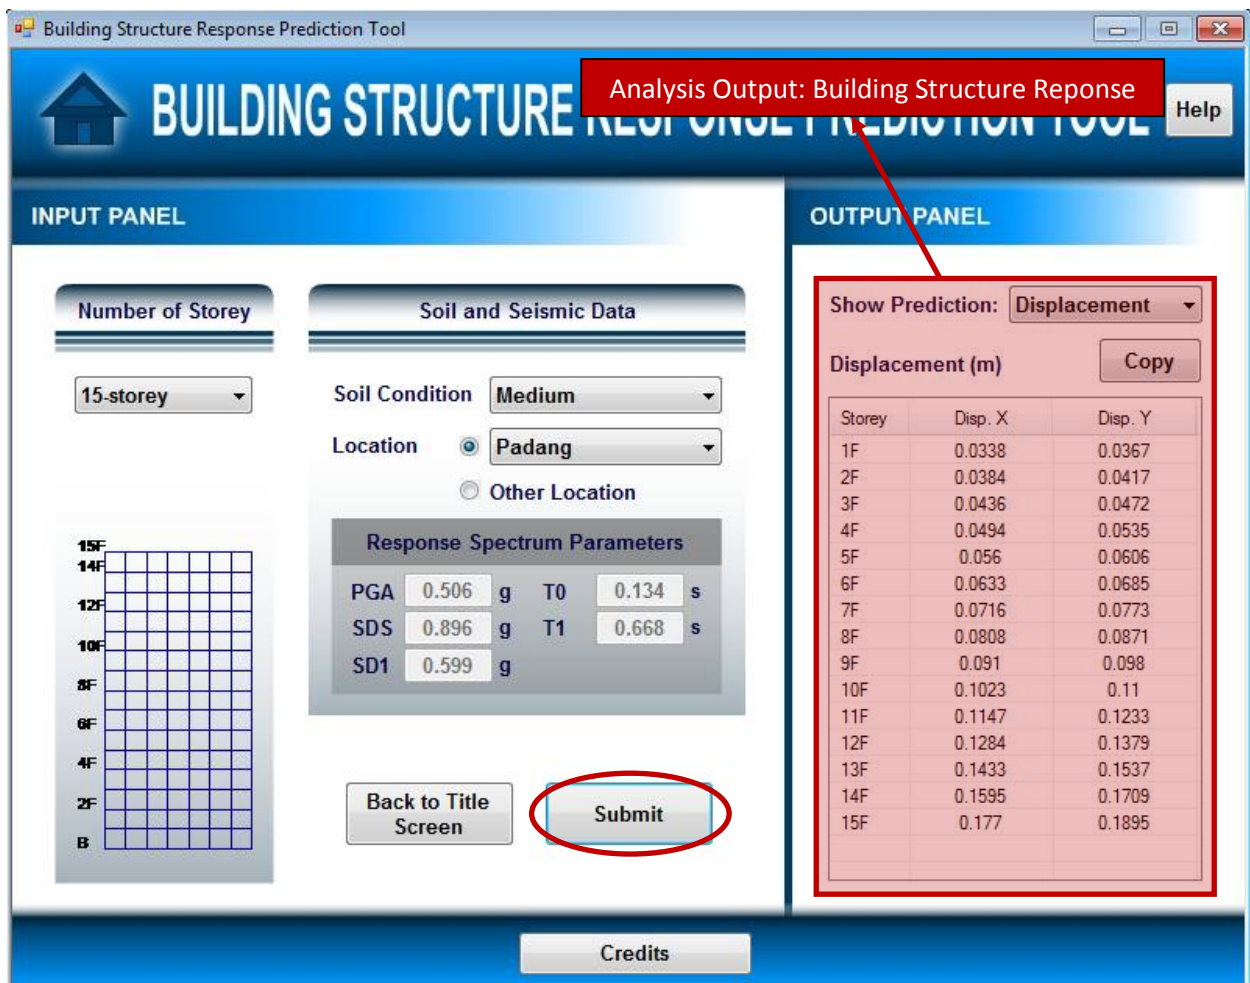 Building Structure Response Prediction Tool
BUILDING STRUCTURE RESPONSE PREDICTION TOOL
Analysis Output: Building Structure Reponse
Help
INPUT PANEL
OUTPUT PANEL
Number of Storey
15-storey
15F
14F
12F
10F
8F
6F
4F
2F
B
Soil and Seismic Data
Soil Condition Medium
Location Padang
Other Location
Response Spectrum Parameters
PGA 0.506 g T0 0.134 s
SDS 0.896 g T1 0.668 s
SD1 0.599 g
Back to Title
Screen
Submit
Show Prediction: Displacement
Displacement (m) Copy
Storey Disp. X Disp. Y
1F 0.0338 0.0367
2F 0.0384 0.0417
3F 0.0436 0.0472
4F 0.0494 0.0535
5F 0.056 0.0606
6F 0.0633 0.0685
7F 0.0716 0.0773
8F 0.0808 0.0871
9F 0.091 0.098
10F 0.1023 0.11
11F 0.1147 0.1233
12F 0.1284 0.1379
13F 0.1433 0.1537
14F 0.1595 0.1709
15F 0.177 0.1895
Credits